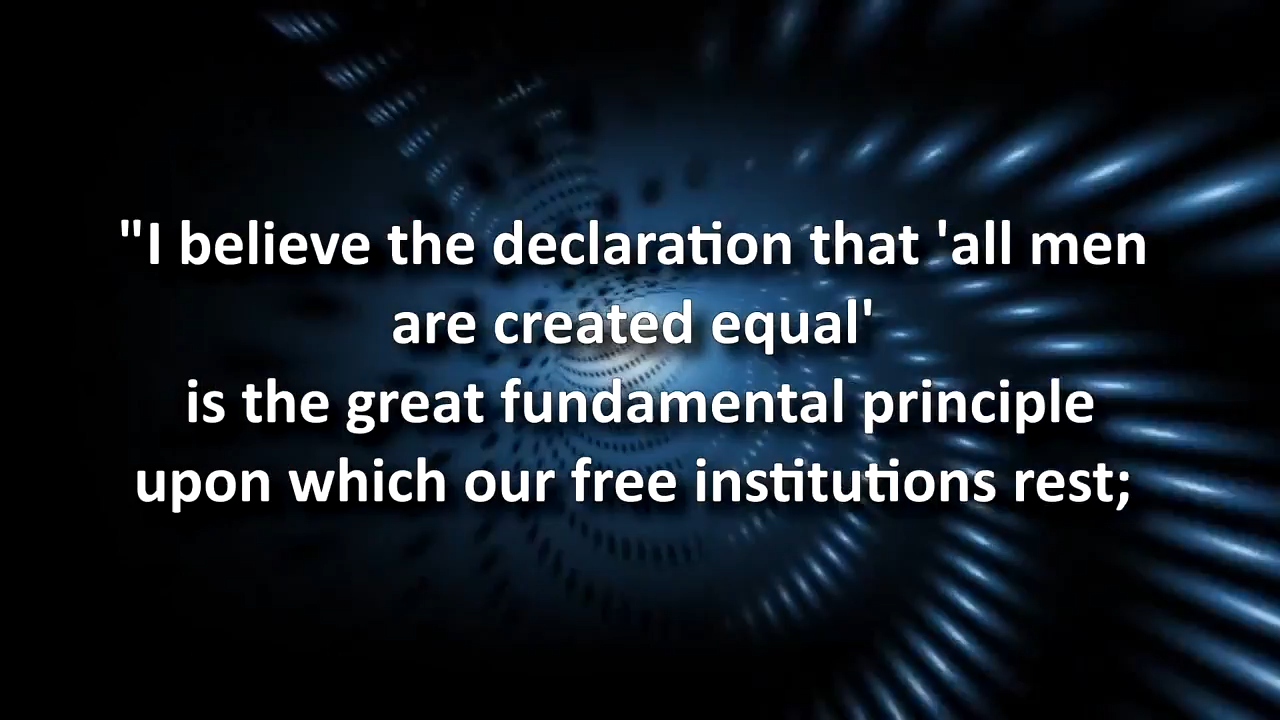 "I believe the declaration that 'all men
are created equal'
is the great fundamental principle
upon which our free institutions rest;